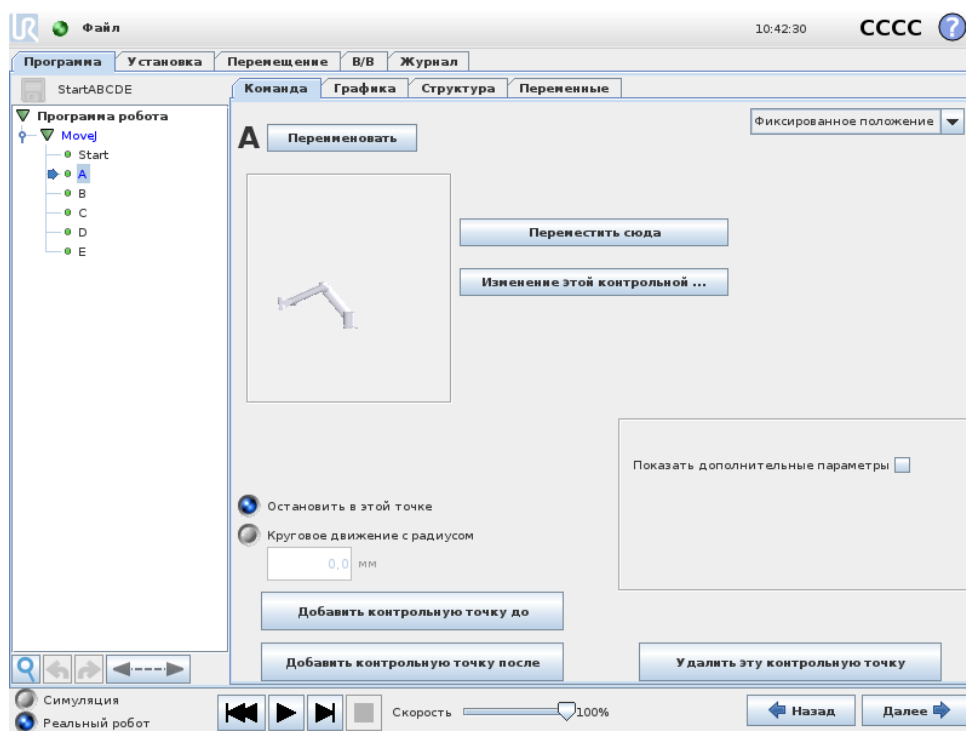 UR Файл 10:42:30 CCCC ?
Программа Установка Перемещение В/В Журнал
StartABCDE
Команда Графика Структура Переменные
Программа робота
MoveJ
Start
A
B
C
D
E
A Переименовать
Фиксированное положение
Переместить сюда
Изменение этой контрольной ...
Показать дополнительные параметры
Остановить в этой точке
Круговое движение с радиусом
0,0 мм
Добавить контрольную точку до
Добавить контрольную точку после
Удалить эту контрольную точку
Симуляция
Реальный робот
Скорость 100%
Назад Далее